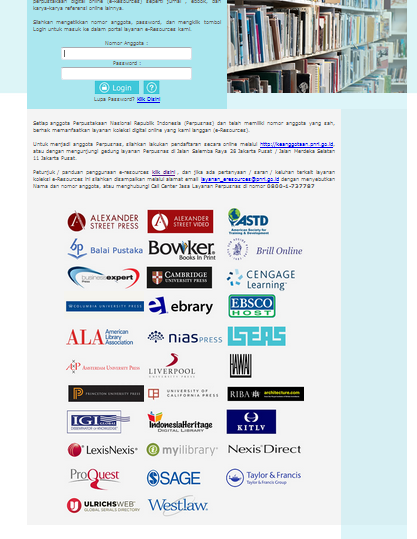 perpustakaan digital online (e-Resources) seperti jurnal , ebook, dan
karya-karya referensi online lainnya.
Silahkan mengetikkan nomor anggota, password, dan mengklik tombol
Login untuk masuk ke dalam portal layanan e-Resources kami.
Nomor Anggota :
Password :
Login
Lupa Password? Klik Disini
Setiap anggota Perpustakaan Nasional Republik Indonesia (Perpusnas) dan telah memiliki nomor anggota yang sah,
berhak memanfaatkan layanan koleksi digital online yang kami langgan (e-Resources).
Untuk menjadi anggota Perpusnas, silahkan lakukan pendaftaran secara online melalui http://keanggotaan.pnri.go.id,
atau dengan mengunjungi gedung layanan Perpusnas di Jalan Salemba Raya 28 Jakarta Pusat / Jalan Merdeka Selatan
11 Jakarta Pusat.
Petunjuk / panduan penggunaan e-resources klik disini , dan jika ada pertanyaan / saran / keluhan terkait layanan
koleksi e-Resources ini silahkan disampaikan melalui alamat email layanan_eresources@pnri.go.id dengan menyebutkan
Nama dan nomor anggota, atau menghubungi Call Center Jasa Layanan Perpusnas di nomor 0800-1-737787
ALEXANDER STREET PRESS ALEXANDER STREET VIDEO ASTD
American Society for Training & Development
Balai Pustaka Bowker Books In Print Brill Online
businessexpert Press CAMBRIDGE UNIVERSITY PRESS CENGAGE Learning
COLUMBIA UNIVERSITY PRESS ebrary EBSCO HOST
ALA American Library Association NIAS PRESS ISEAS
AMSTERDAM UNIVERSITY PRESS LIVERPOOL UNIVERSITY PRESS HAWAI'I
PRINCETON UNIVERSITY PRESS UNIVERSITY OF CALIFORNIA PRESS RIBA architecture.com
IGI GLOBAL IndonesiaHeritage DIGITAL LIBRARY KITLV
LexisNexis myilibrary Nexis Direct
ProQuest SAGE Taylor & Francis
Taylor & Francis Group
ULRICHSWEB GLOBAL SERIALS DIRECTORY Westlaw.